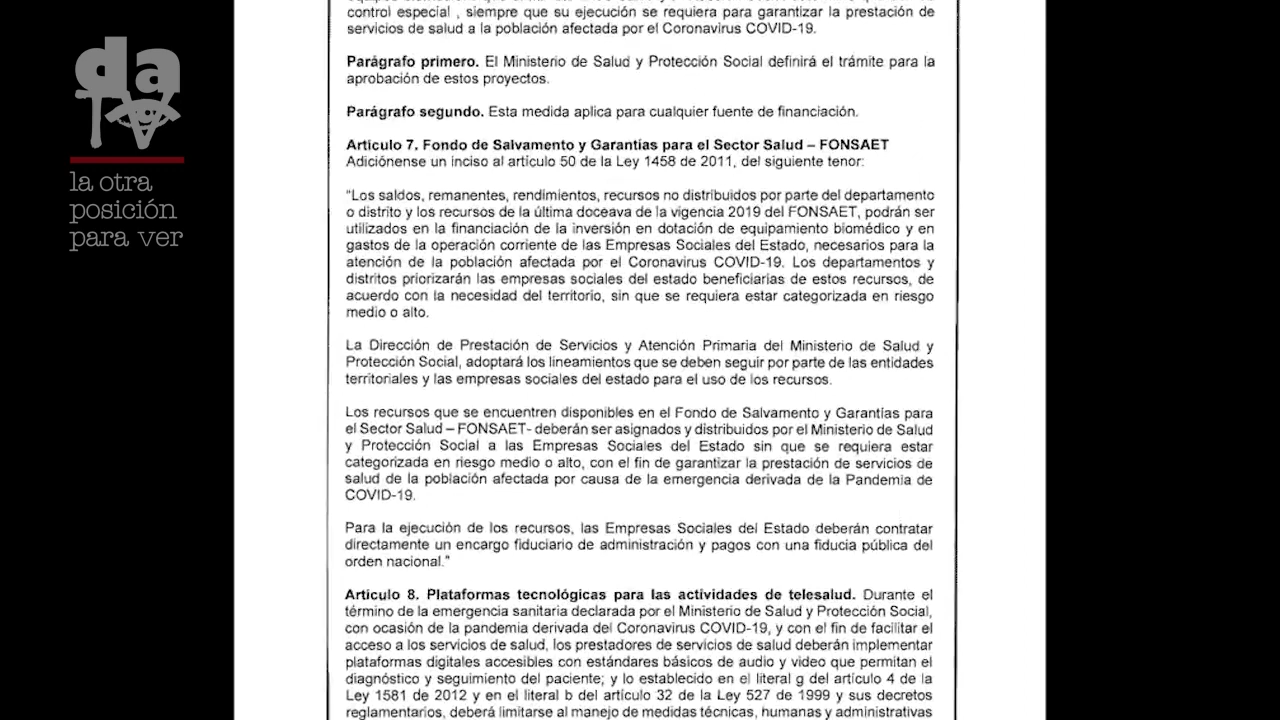 da
TV
la otra
posición
para ver
control especial , siempre que su ejecución se requiera para garantizar la prestación de
servicios de salud a la población afectada por el Coronavirus COVID-19.
Parágrafo primero. El Ministerio de Salud y Protección Social definirá el trámite para la
aprobación de estos proyectos.
Parágrafo segundo. Esta medida aplica para cualquier fuente de financiación.
Artículo 7. Fondo de Salvamento y Garantías para el Sector Salud – FONSAET
Adiciónense un inciso al artículo 50 de la Ley 1458 de 2011, del siguiente tenor:
“Los saldos, remanentes, rendimientos, recursos no distribuidos por parte del departamento
o distrito y los recursos de la última doceava de la vigencia 2019 del FONSAET, podrán ser
utilizados en la financiación de la inversión en dotación de equipamiento biomédico y en
gastos de la operación corriente de las Empresas Sociales del Estado, necesarios para la
atención de la población afectada por el Coronavirus COVID-19. Los departamentos y
distritos priorizarán las empresas sociales del estado beneficiarias de estos recursos, de
acuerdo con la necesidad del territorio, sin que se requiera estar categorizada en riesgo
medio o alto.
La Dirección de Prestación de Servicios y Atención Primaria del Ministerio de Salud y
Protección Social, adoptará los lineamientos que se deben seguir por parte de las entidades
territoriales y las empresas sociales del estado para el uso de los recursos.
Los recursos que se encuentren disponibles en el Fondo de Salvamento y Garantías para
el Sector Salud – FONSAET- deberán ser asignados y distribuidos por el Ministerio de Salud
y Protección Social a las Empresas Sociales del Estado sin que se requiera estar
categorizada en riesgo medio o alto, con el fin de garantizar la prestación de servicios de
salud de la población afectada por causa de la emergencia derivada de la Pandemia de
COVID-19.
Para la ejecución de los recursos, las Empresas Sociales del Estado deberán contratar
directamente un encargo fiduciario de administración y pagos con una fiducia pública del
orden nacional.”
Artículo 8. Plataformas tecnológicas para las actividades de telesalud. Durante el
término de la emergencia sanitaria declarada por el Ministerio de Salud y Protección Social,
con ocasión de la pandemia derivada del Coronavirus COVID-19, y con el fin de facilitar el
acceso a los servicios de salud, los prestadores de servicios de salud deberán implementar
plataformas digitales accesibles con estándares básicos de audio y video que permitan el
diagnóstico y seguimiento del paciente; y lo establecido en el literal g del artículo 4 de la
Ley 1581 de 2012 y en el literal b del artículo 32 de la Ley 527 de 1999 y sus decretos
reglamentarios, deberá limitarse al manejo de medidas técnicas, humanas y administrativas